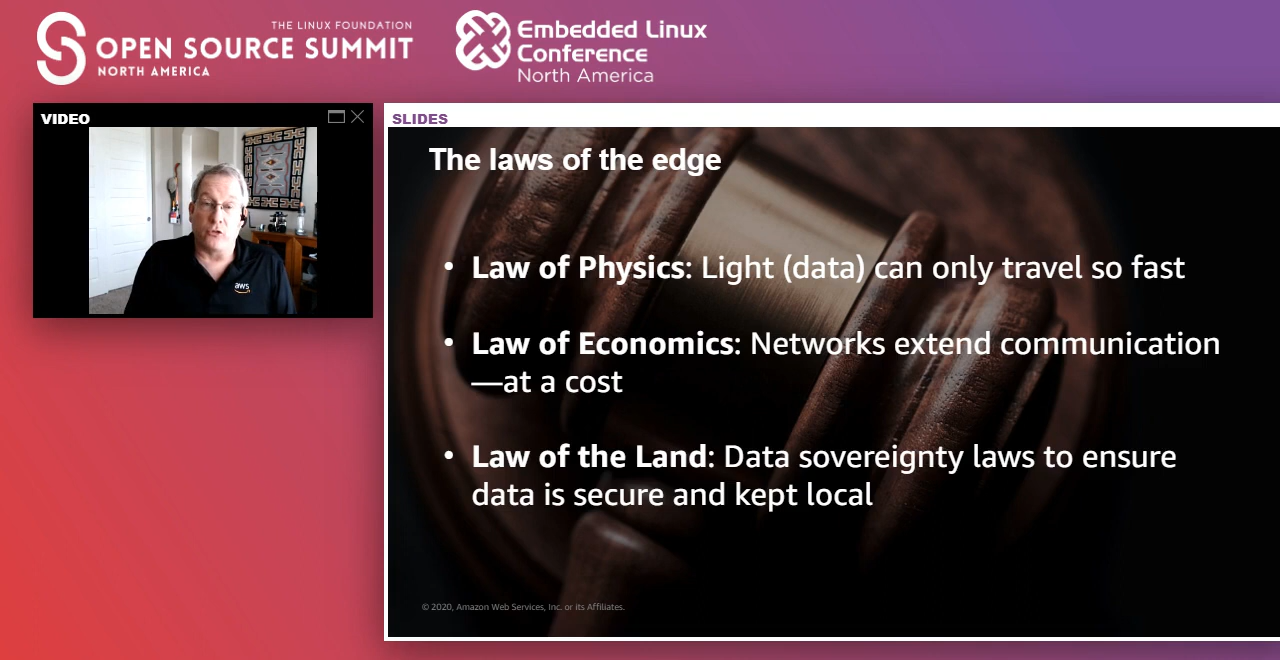 THE LINUX FOUNDATION
OPEN SOURCE SUMMIT
NORTH AMERICA
Embedded Linux
Conference
North America
VIDEO
aws
SLIDES
The laws of the edge
• Law of Physics: Light (data) can only travel so fast
• Law of Economics: Networks extend communication
—at a cost
• Law of the Land: Data sovereignty laws to ensure
data is secure and kept local
© 2020, Amazon Web Services, Inc. or its Affiliates.